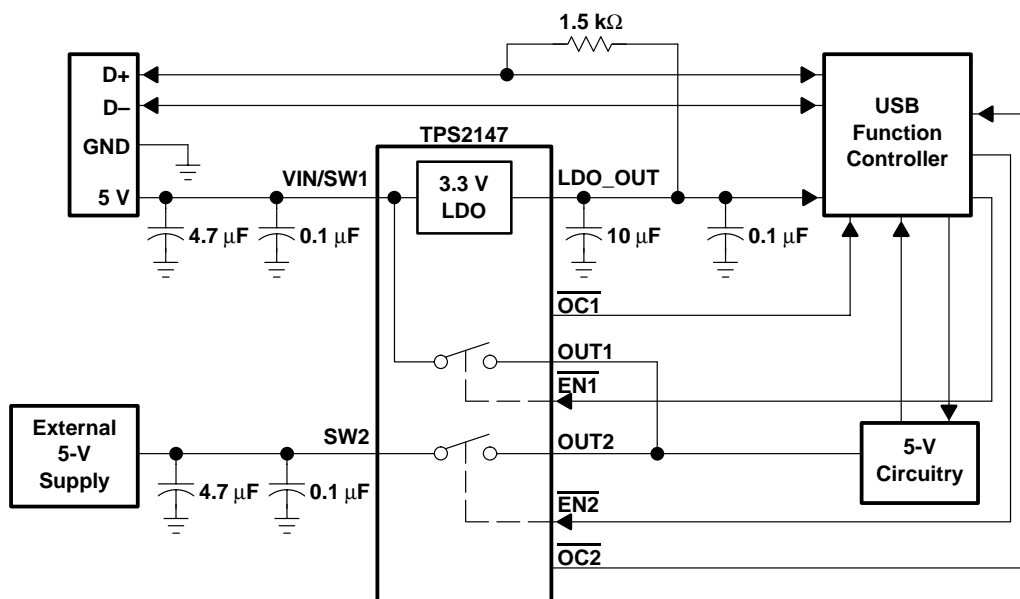 1.5 kΩ
D+
D–
GND
5 V
USB
Function
Controller
TPS2147
VIN/SW1
3.3 V
LDO
LDO_OUT
4.7 μF
0.1 μF
10 μF
0.1 μF
OC1
OUT1
EN1
External
5-V
Supply
SW2
OUT2
5-V
Circuitry
4.7 μF
0.1 μF
EN2
OC2